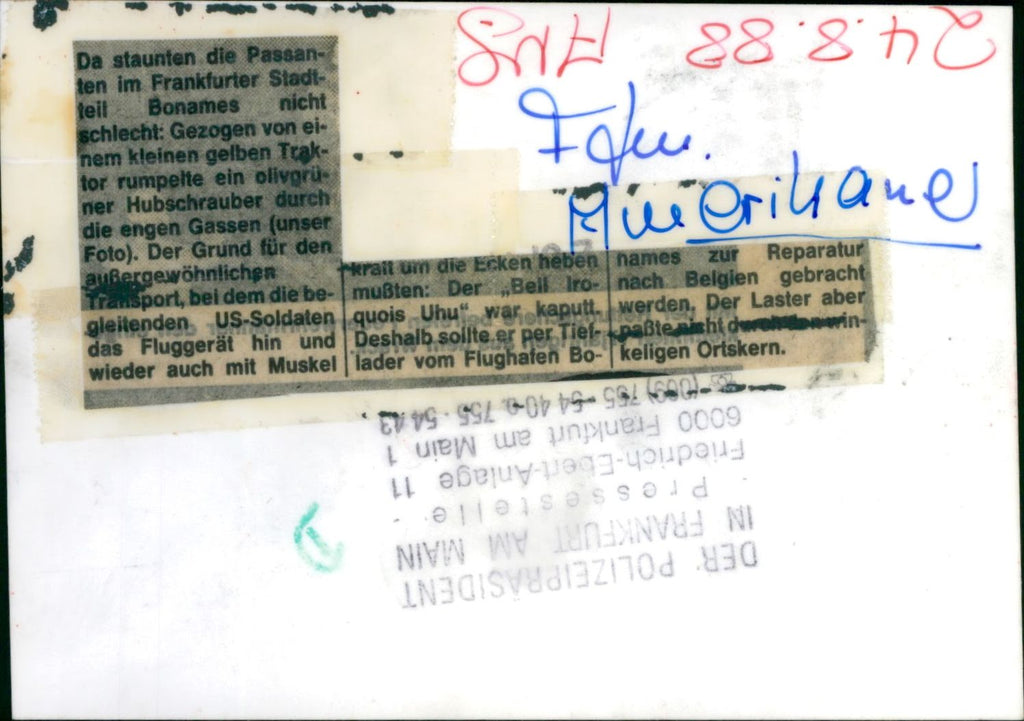 24.8.88
Amerikaner
Da staunten die Passan-
ten im Frankfurter Stadt-
teil Bonames nicht
schlecht: Gezogen von ei-
nem kleinen gelben Trak-
tor rumpelte ein olivgrü-
ner Hubschrauber durch
die engen Gassen (unser
Foto). Der Grund für den
außergewöhnlichen
Transport, bei dem die be-
gleitenden US-Soldaten
das Fluggerät hin und
wieder auch mit Muskel
kraft um die Ecken heben
mußten: Der „Bell Iro-
quois Uhu“ war kaputt.
Deshalb sollte er per Tief-
lader vom Flughafen Bo-
names zur Reparatur
nach Belgien gebracht
werden. Der Laster aber
paßte nicht durch den win-
keligen Ortskern.
DER POLIZEIPRÄSIDENT
IN FRANKFURT AM MAIN
Pressestelle
Friedrich-Ebert-Anlage 11
6000 Frankfurt am Main 1
(069) 755 - 54 40 o. 755 - 54 43